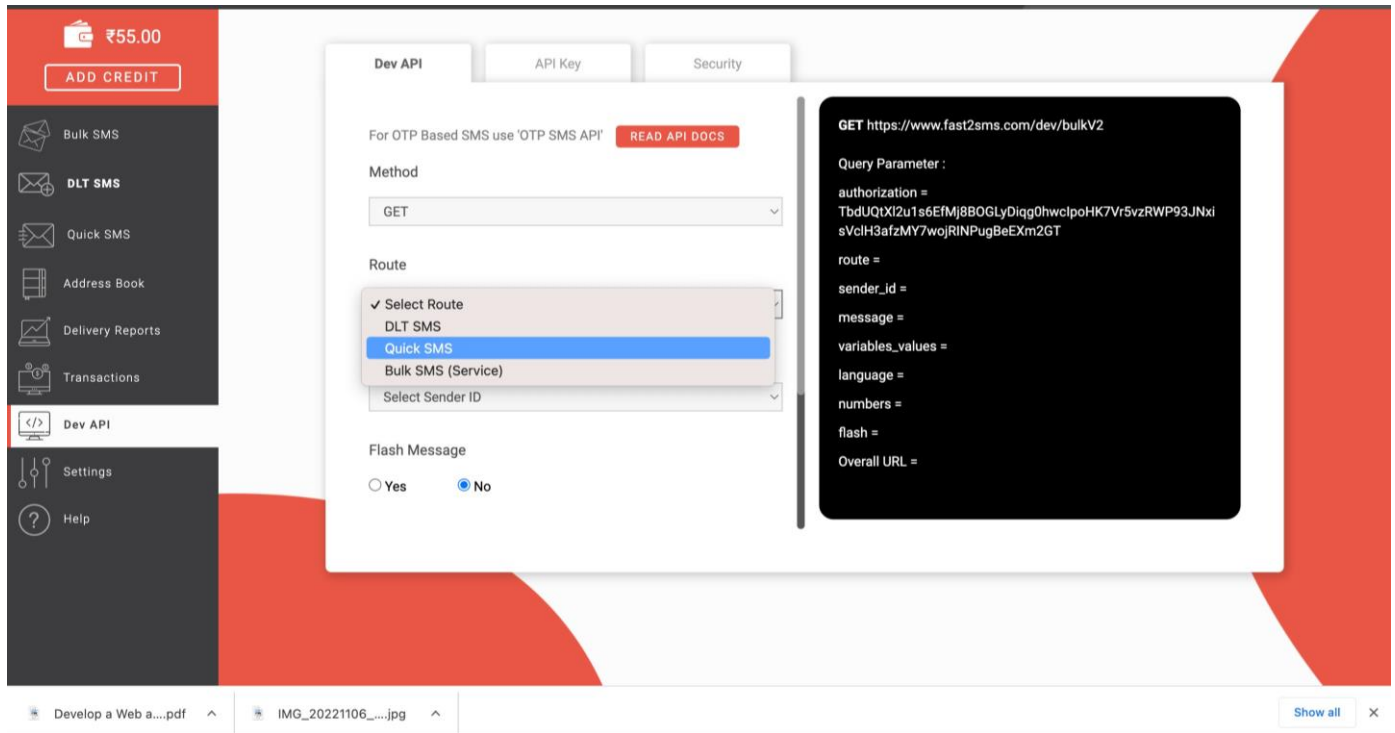 ₹55.00
ADD CREDIT
Bulk SMS
DLT SMS
Quick SMS
Address Book
Delivery Reports
Transactions
Dev API
Settings
Help
Dev API
API Key
Security
For OTP Based SMS use 'OTP SMS API'
READ API DOCS
Method
GET
Route
✓ Select Route
DLT SMS
Quick SMS
Bulk SMS (Service)
Select Sender ID
Flash Message
Yes
No
GET https://www.fast2sms.com/dev/bulkV2
Query Parameter :
authorization =
TbdUQtXl2u1s6EfMj8BOGLyDiqg0hwcIpoHK7Vr5vzRWP93JNxi
sVclH3afzMY7wojRINPugBeEXm2GT
route =
sender_id =
message =
variables_values =
language =
numbers =
flash =
Overall URL =
Develop a Web a....pdf
IMG_20221106_....jpg
Show all